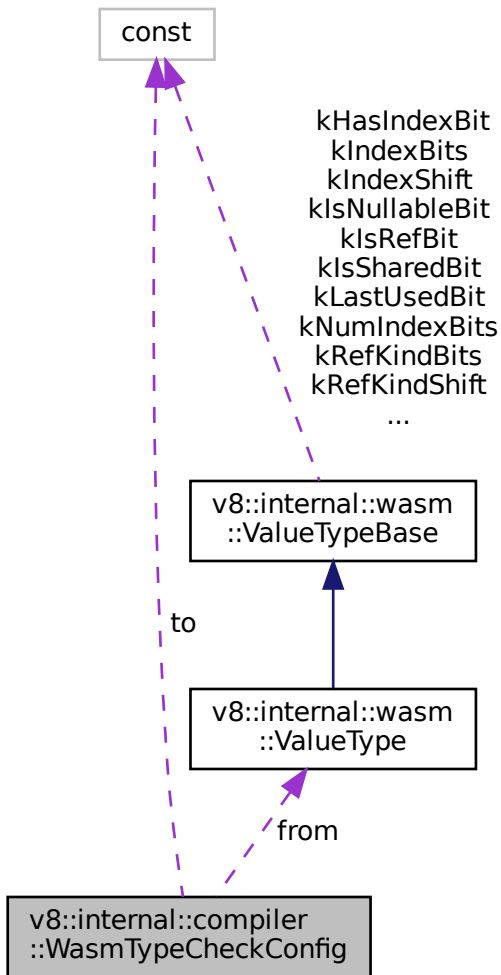 const
kHasIndexBit
kIndexBits
kIndexShift
kIsNullableBit
kIsRefBit
kIsSharedBit
kLastUsedBit
kNumIndexBits
kRefKindBits
kRefKindShift
...
v8::internal::wasm
::ValueTypeBase
to
v8::internal::wasm
::ValueType
from
v8::internal::compiler
::WasmTypeCheckConfig